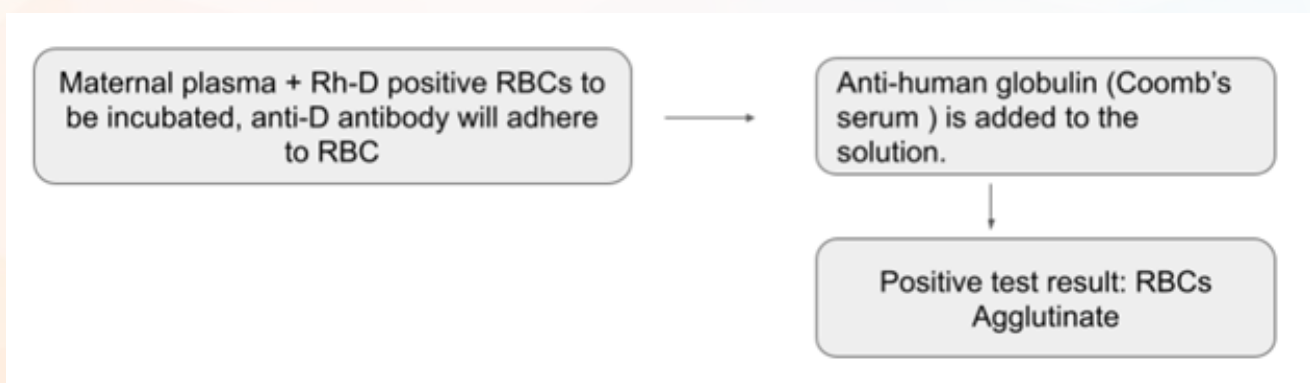 Maternal plasma + Rh-D positive RBCs to
be incubated, anti-D antibody will adhere
to RBC
Anti-human globulin (Coomb's
serum ) is added to the
solution.
Positive test result: RBCs
Agglutinate